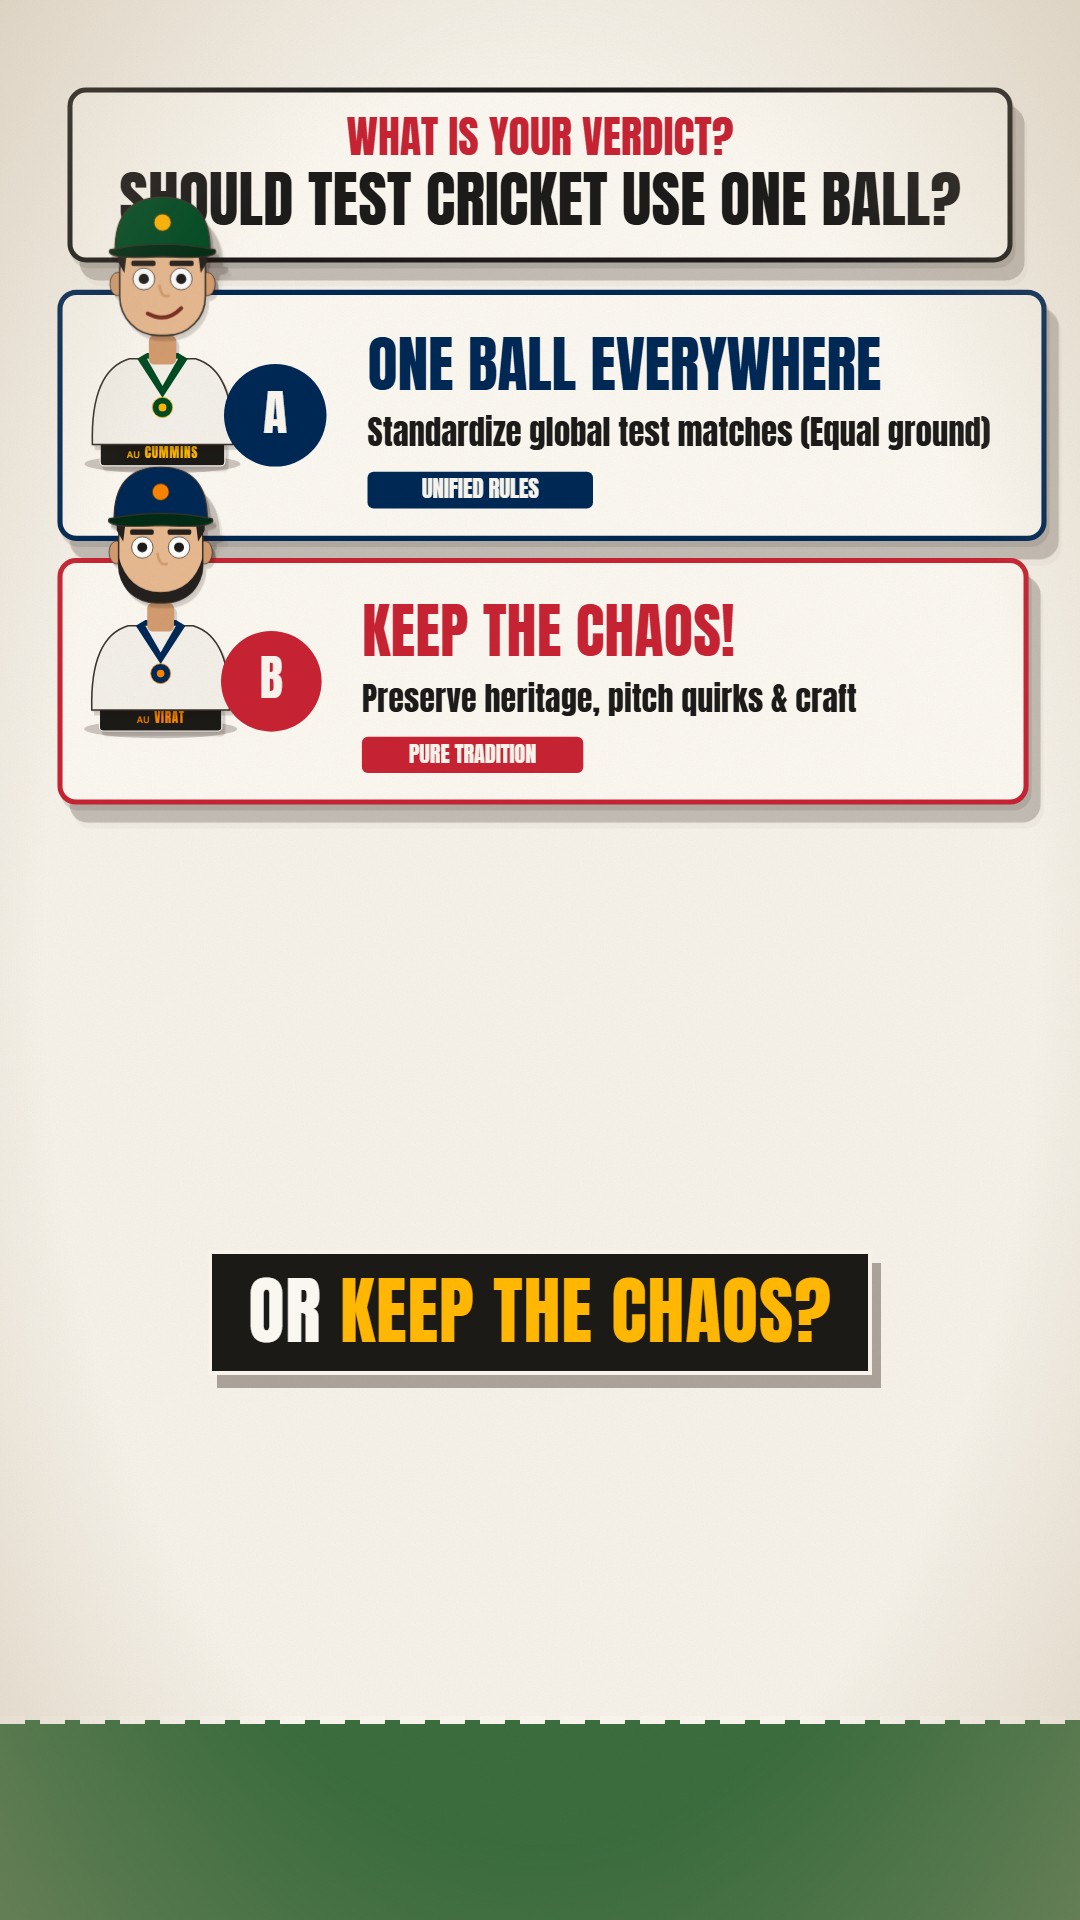 WHAT IS YOUR VERDICT?
SHOULD TEST CRICKET USE ONE BALL?
A
ONE BALL EVERYWHERE
Standardize global test matches (Equal ground)
UNIFIED RULES
AU CUMMINS
B
KEEP THE CHAOS!
Preserve heritage, pitch quirks & craft
PURE TRADITION
AU VIRAT
OR KEEP THE CHAOS?